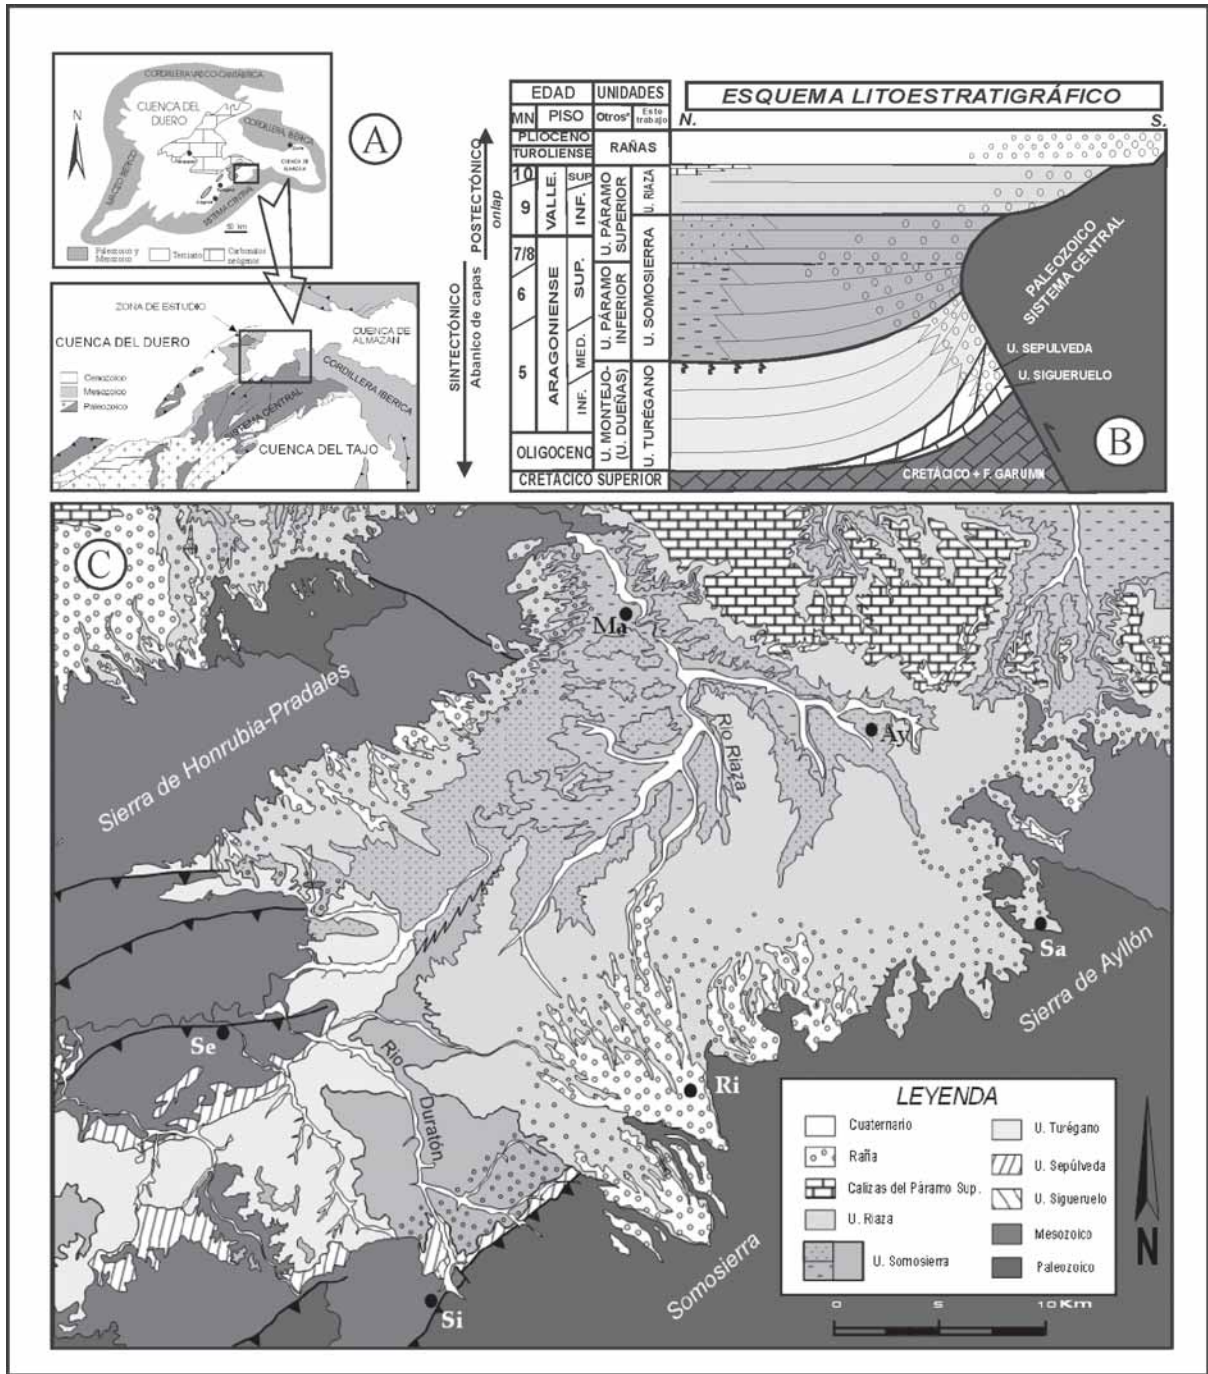 CORDILLERA VASCO-CANTÁBRICA
CUENCA DEL
DUERO
N
CORDILLERA IBÉRICA
CUENCA DE
ALMAZÁN
MACIZO IBÉRICO
SISTEMA CENTRAL
50 km
Paleozoico y
Mesozoico
Terciario
Carbonatos
neógenos
A
ZONA DE ESTUDIO
CUENCA DEL DUERO
CUENCA DE
ALMAZÁN
Cenozoico
Mesozoico
Paleozoico
CORDILLERA IBERICA
SISTEMA CENTRAL
CUENCA DEL TAJO
POSTECTÓNICO
onlap
SINTECTÓNICO
Abanico de capas
EDAD
UNIDADES
MN
PISO
Otrosª
Este
trabajo
ESQUEMA LITOESTRATIGRÁFICO
N.
S.
PLIOCENO
TUROLIENSE
RAÑAS
10
9
7/8
6
5
VALLE.
SUP
INF.
ARAGONIENSE
SUP.
MED.
INF.
OLIGOCENO
CRETÁCICO SUPERIOR
U. PÁRAMO
SUPERIOR
U. PÁRAMO
INFERIOR
U. MONTEJO-
(U. DUEÑAS)
U. RIAZA
U. SOMOSIERRA
U. TURÉGANO
PALEOZOICO
SISTEMA CENTRAL
U. SEPULVEDA
U. SIGUERUELO
CRETÁCICO + F. GARUMN
B
C
Ma
Sierra de Honrubia-Pradales
Río Riaza
Ay
Sa
Sierra de Ayllón
Se
Río
Duratón
Ri
Si
Somosierra
LEYENDA
Cuaternario
Raña
Calizas del Páramo Sup.
U. Riaza
U. Somosierra
U. Turégano
U. Sepúlveda
U. Sigueruelo
Mesozoico
Paleozoico
N
0 5 10 Km